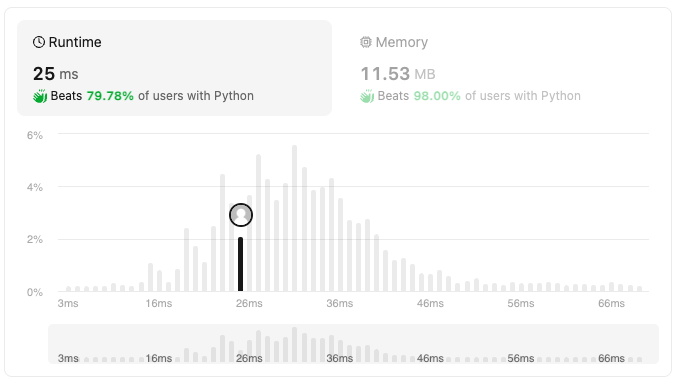 Runtime
25 ms
Beats 79.78% of users with Python
Memory
11.53 MB
Beats 98.00% of users with Python
6%
4%
2%
0%
3ms 16ms 26ms 36ms 46ms 56ms 66ms
3ms 16ms 26ms 36ms 46ms 56ms 66ms